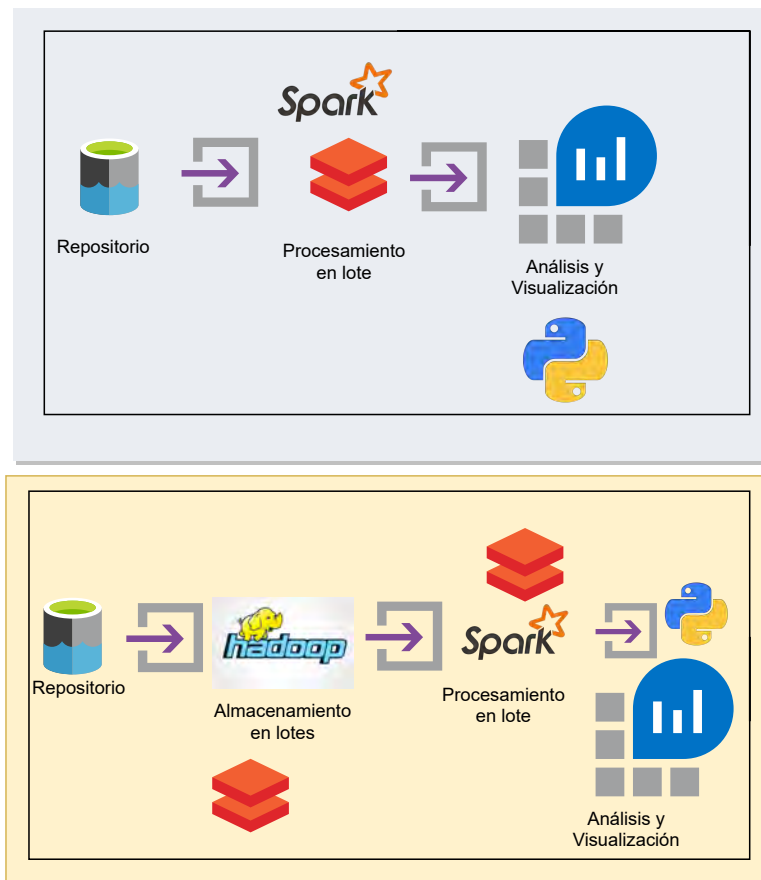 Spark
Repositorio
Procesamiento
en lote
Análisis y
Visualización
hadoop
Spark
Repositorio
Almacenamiento
en lotes
Procesamiento
en lote
Análisis y
Visualización